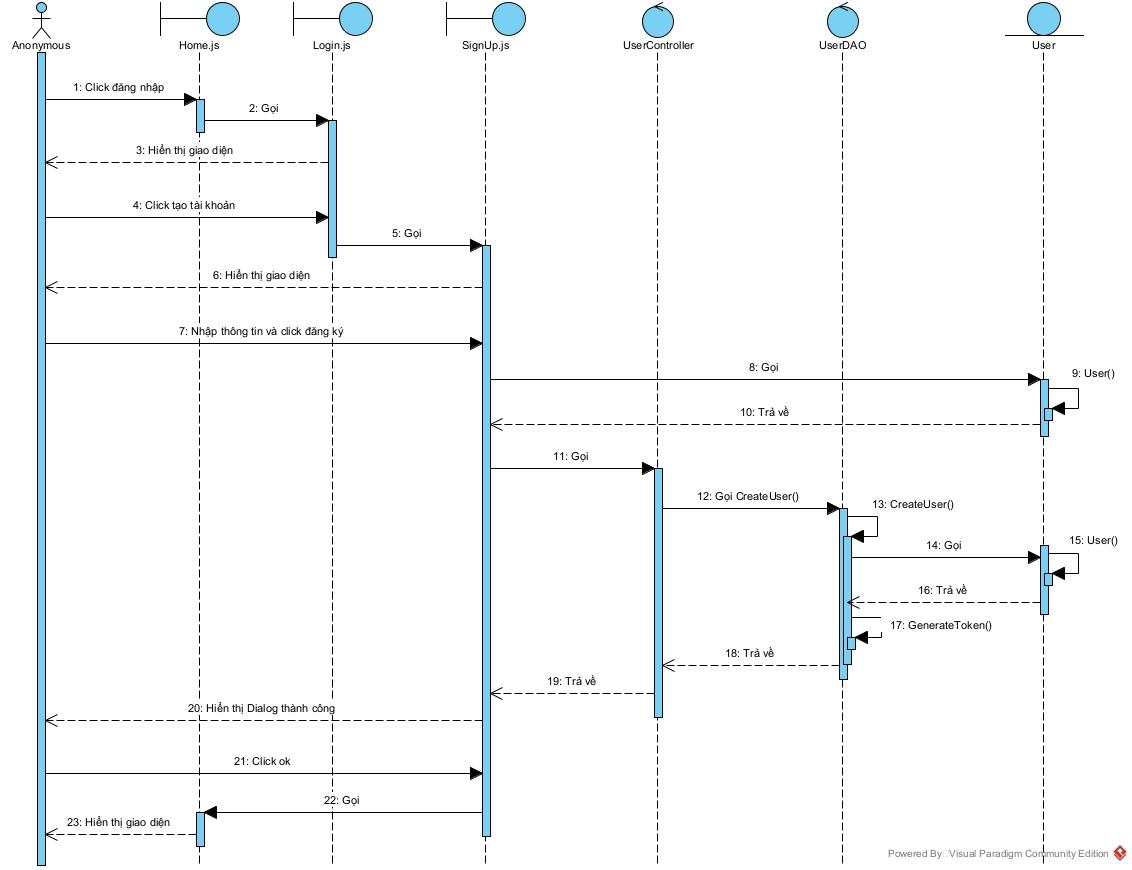 Anonymous
Home.js
Login.js
SignUp.js
UserController
UserDAO
User
1: Click đăng nhập
2: Gọi
3: Hiển thị giao diện
4: Click tạo tài khoản
5: Gọi
6: Hiển thị giao diện
7: Nhập thông tin và click đăng ký
8: Gọi
9: User()
10: Trả về
11: Gọi
12: Gọi CreateUser()
13: CreateUser()
14: Gọi
15: User()
16: Trả về
17: GenerateToken()
18: Trả về
19: Trả về
20: Hiển thị Dialog thành công
21: Click ok
22: Gọi
23: Hiển thị giao diện
Powered By Visual Paradigm Community Edition